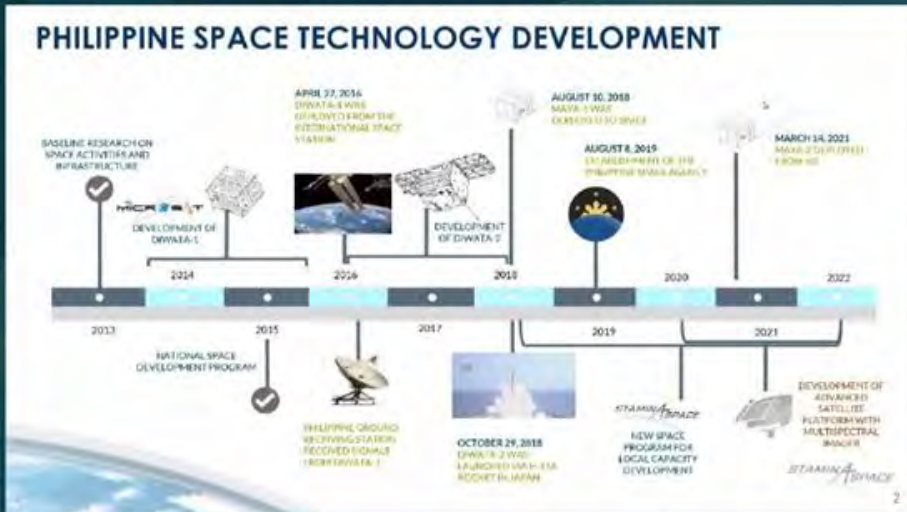 PHILIPPINE SPACE TECHNOLOGY DEVELOPMENT
BASELINE RESEARCH ON
SPACE ACTIVITIES AND
INFRASTRUCTURE
MICROSAT
DEVELOPMENT OF
DIWATA-1
APRIL 27, 2016
DIWATA-1 WAS
DEPLOYED FROM THE
INTERNATIONAL SPACE
STATION
DEVELOPMENT
OF DIWATA-2
AUGUST 10, 2018
MAYA-1 WAS
DEPLOYED TO SPACE
AUGUST 8, 2019
ESTABLISHMENT OF THE
PHILIPPINE SPACE AGENCY
MARCH 14, 2021
MAYA-2 DEPLOYED
FROM
2014
2016
2018
2020
2022
2013
2015
2017
2019
2021
NATIONAL SPACE
DEVELOPMENT PROGRAM
PHILIPPINE GROUND
RECEIVING STATION
RECEIVED SIGNALS
FROM DIWATA-1
OCTOBER 29, 2018
DIWATA-2 WAS
LAUNCHED VIA H-IIA
ROCKET IN JAPAN
STAMINA4SPACE
NEW SPACE
PROGRAM FOR
LOCAL CAPACITY
DEVELOPMENT
DEVELOPMENT OF
ADVANCED
SATELLITE
PLATFORM WITH
MULTISPECTRAL
IMAGER
STAMINA4SPACE
2